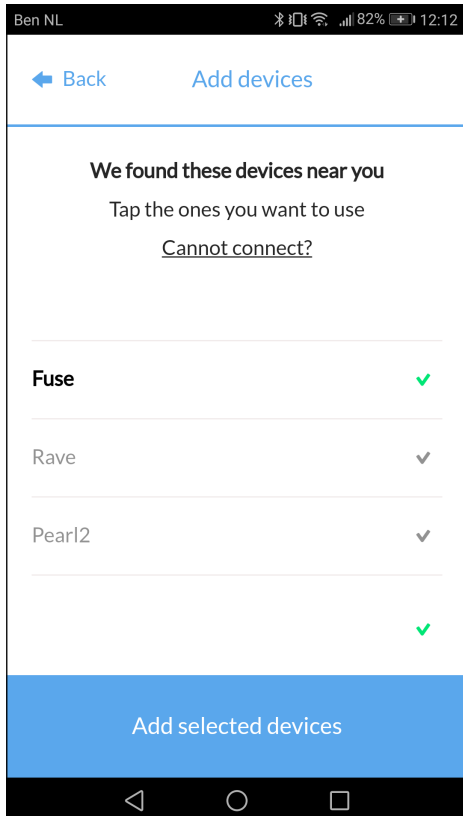 Ben NL 82% 12:12
Back Add devices
We found these devices near you
Tap the ones you want to use
Cannot connect?
Fuse
Rave
Pearl2
Add selected devices